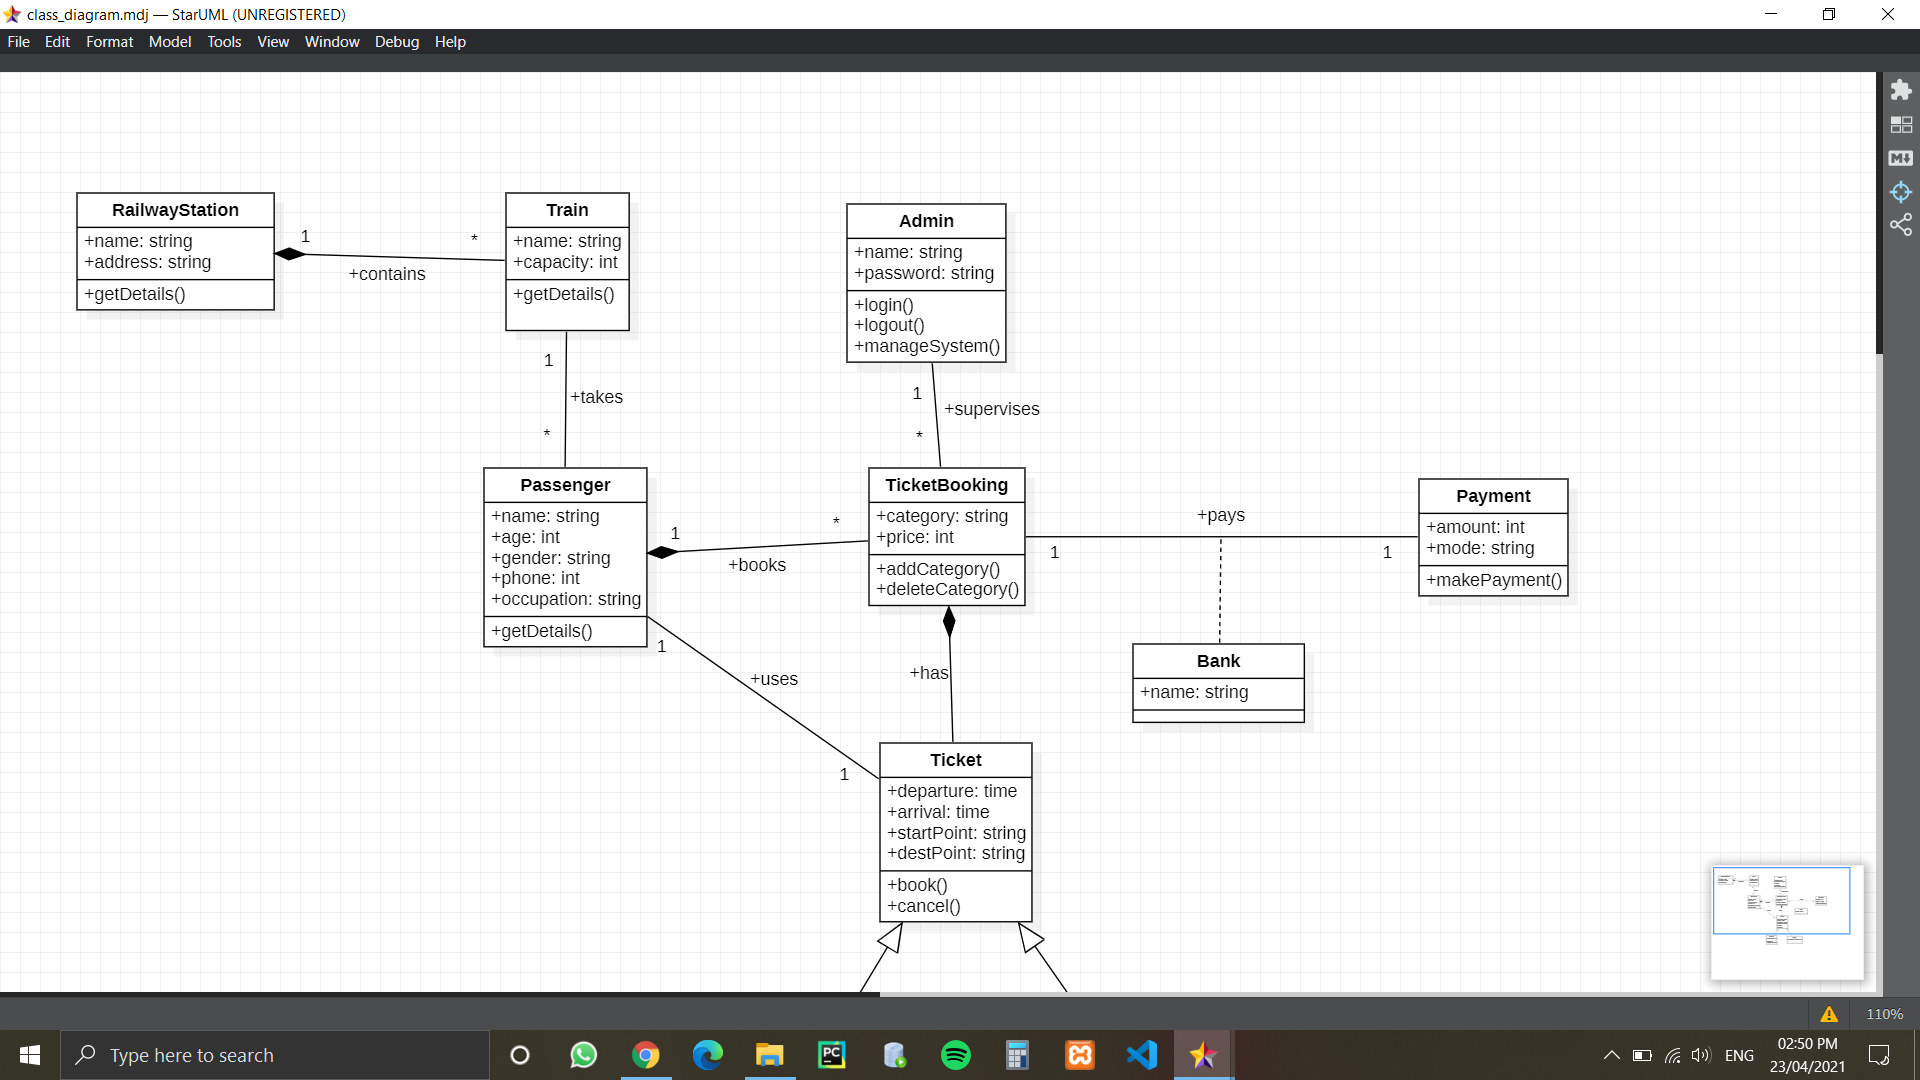 class_diagram.mdj — StarUML (UNREGISTERED)
File Edit Format Model Tools View Window Debug Help
RailwayStation
+name: string
+address: string
+getDetails()
1
*
+contains
Train
+name: string
+capacity: int
+getDetails()
Admin
+name: string
+password: string
+login()
+logout()
+manageSystem()
1
+takes
*
1
+supervises
*
Passenger
+name: string
+age: int
+gender: string
+phone: int
+occupation: string
+getDetails()
1
*
+books
TicketBooking
+category: string
+price: int
+addCategory()
+deleteCategory()
+pays
1
1
Payment
+amount: int
+mode: string
+makePayment()
1
+uses
1
+has
Bank
+name: string
Ticket
+departure: time
+arrival: time
+startPoint: string
+destPoint: string
+book()
+cancel()
110%
Type here to search
ENG
02:50 PM
23/04/2021